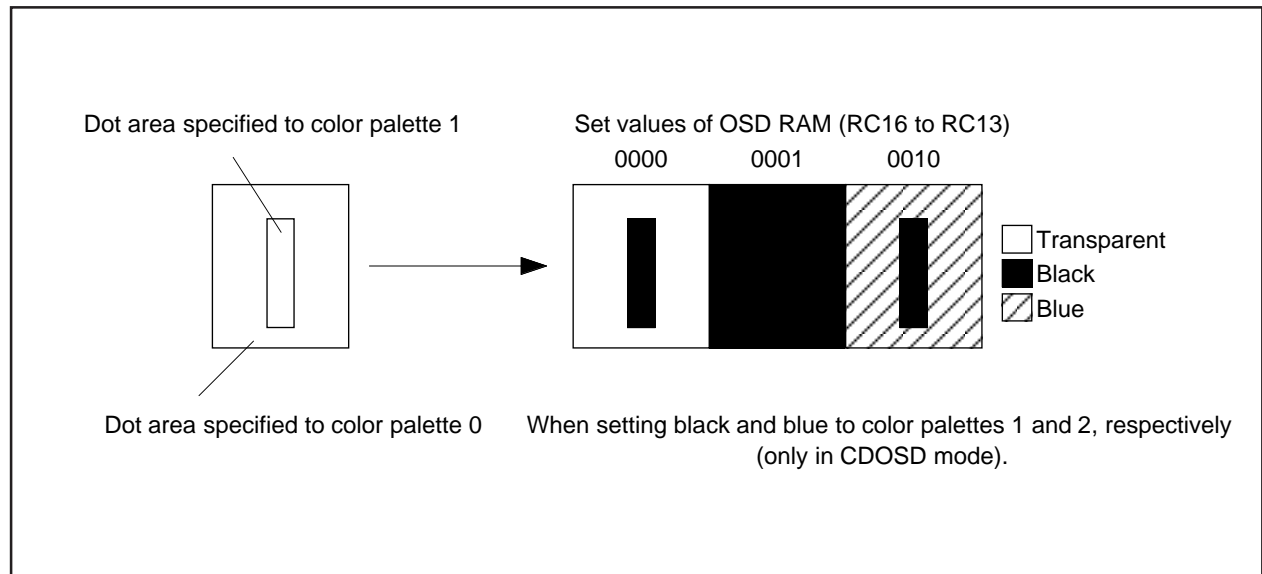 Dot area specified to color palette 1
Set values of OSD RAM (RC16 to RC13)
0000 0001 0010
Transparent
Black
Blue
Dot area specified to color palette 0
When setting black and blue to color palettes 1 and 2, respectively
(only in CDOSD mode).